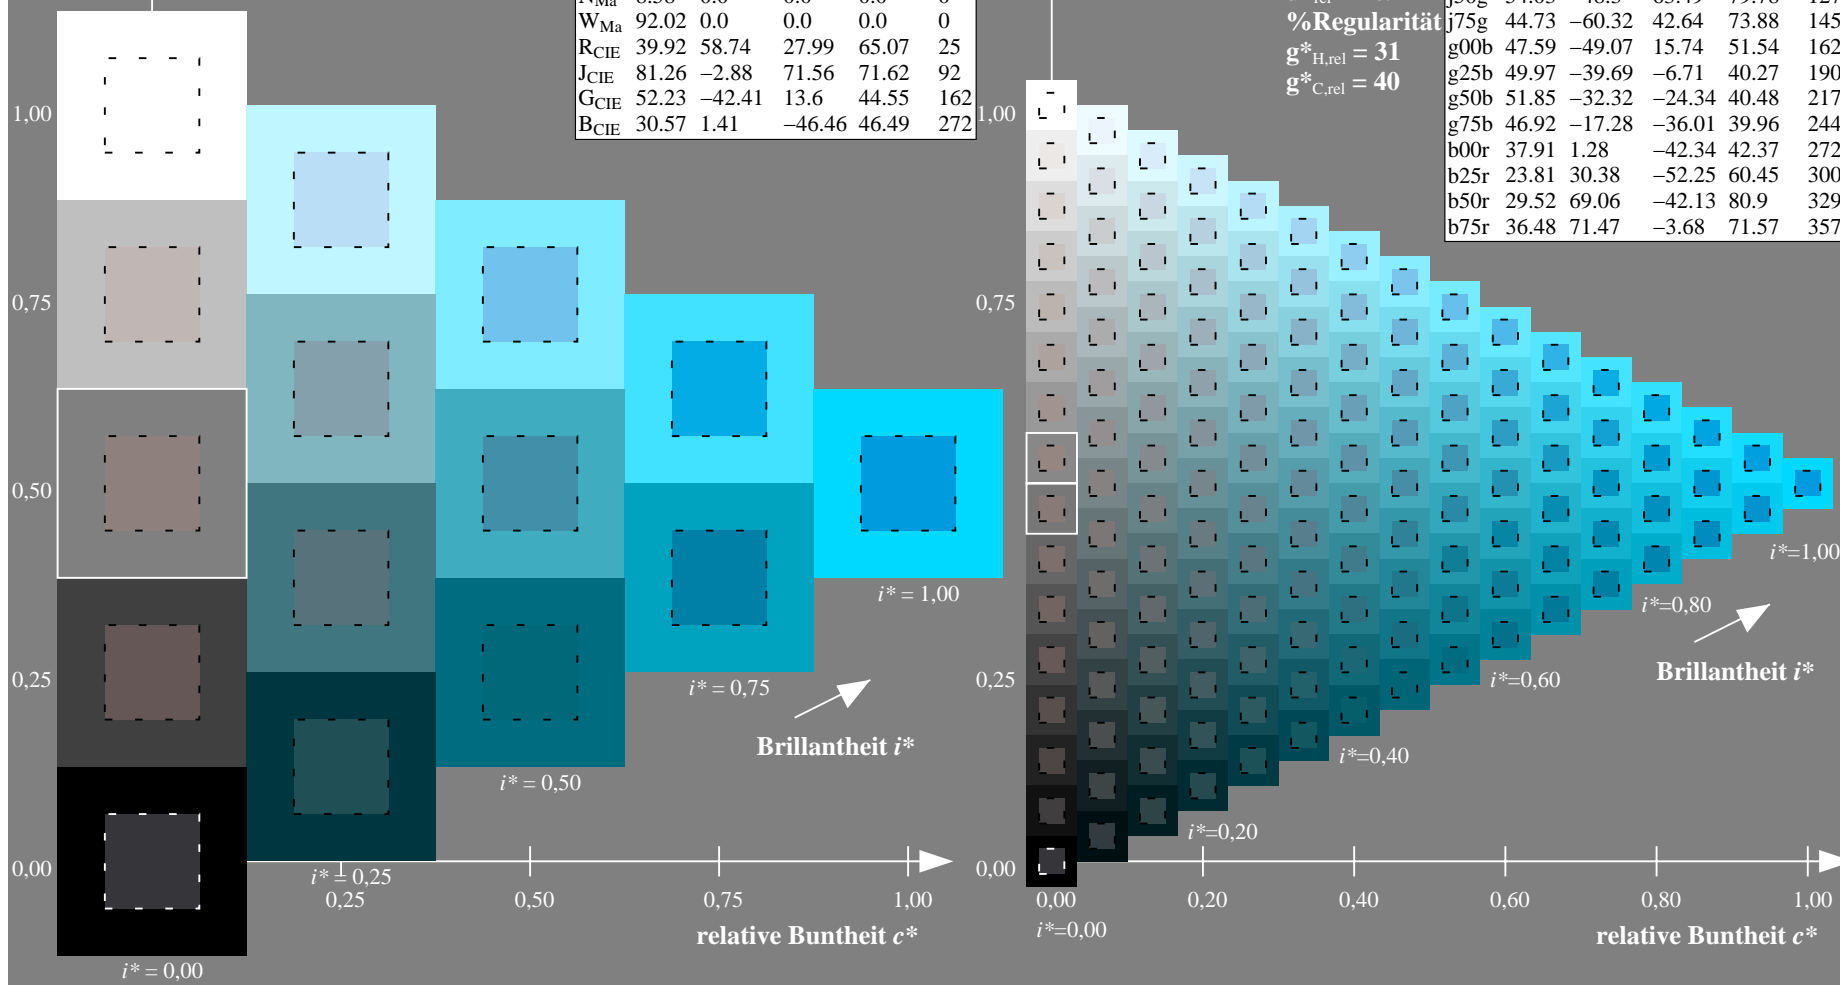 W_Ma 92.02 0.0 0.0 0.0 0
R_CIE 39.92 58.74 27.99 65.07 25
J_CIE 81.26 −2.88 71.56 71.62 92
G_CIE 52.23 −42.41 13.6 44.55 162
B_CIE 30.57 1.41 −46.46 46.49 272
1,00
0,75
0,50
0,25
0,00
i* = 1,00
i* = 0,75
i* = 0,50
i* = 0,25
i* = 0,00
Brillantheit i*
0,25 0,50 0,75 1,00
relative Buntheit c*
%Regularität
g*_H,rel = 31
g*_C,rel = 40
j75g 44.73 −60.32 42.64 73.88 145
g00b 47.59 −49.07 15.74 51.54 162
g25b 49.97 −39.69 −6.71 40.27 190
g50b 51.85 −32.32 −24.34 40.48 217
g75b 46.92 −17.28 −36.01 39.96 244
b00r 37.91 1.28 −42.34 42.37 272
b25r 23.81 30.38 −52.25 60.45 300
b50r 29.52 69.06 −42.13 80.9 329
b75r 36.48 71.47 −3.68 71.57 357
1,00
0,75
0,50
0,25
0,00
i*=1,00
i*=0,80
i*=0,60
i*=0,40
i*=0,20
Brillantheit i*
0,00 0,20 0,40 0,60 0,80 1,00
i*=0,00
relative Buntheit c*